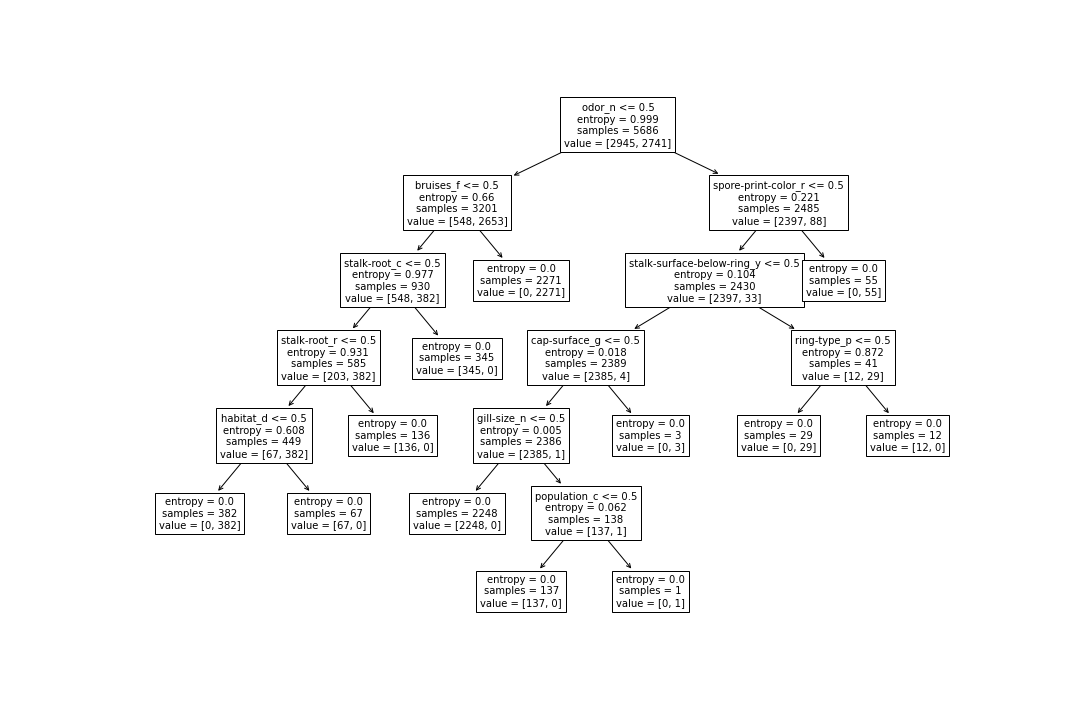 odor_n <= 0.5
entropy = 0.999
samples = 5686
value = [2945, 2741]
bruises_f <= 0.5
entropy = 0.66
samples = 3201
value = [548, 2653]
spore-print-color_r <= 0.5
entropy = 0.221
samples = 2485
value = [2397, 88]
stalk-root_c <= 0.5
entropy = 0.977
samples = 930
value = [548, 382]
entropy = 0.0
samples = 2271
value = [0, 2271]
stalk-surface-below-ring_y <= 0.5
entropy = 0.104
samples = 2430
value = [2397, 33]
entropy = 0.0
samples = 55
value = [0, 55]
stalk-root_r <= 0.5
entropy = 0.931
samples = 585
value = [203, 382]
entropy = 0.0
samples = 345
value = [345, 0]
cap-surface_g <= 0.5
entropy = 0.018
samples = 2389
value = [2385, 4]
ring-type_p <= 0.5
entropy = 0.872
samples = 41
value = [12, 29]
habitat_d <= 0.5
entropy = 0.608
samples = 449
value = [67, 382]
entropy = 0.0
samples = 136
value = [136, 0]
gill-size_n <= 0.5
entropy = 0.005
samples = 2386
value = [2385, 1]
entropy = 0.0
samples = 3
value = [0, 3]
entropy = 0.0
samples = 29
value = [0, 29]
entropy = 0.0
samples = 12
value = [12, 0]
entropy = 0.0
samples = 382
value = [0, 382]
entropy = 0.0
samples = 67
value = [67, 0]
entropy = 0.0
samples = 2248
value = [2248, 0]
population_c <= 0.5
entropy = 0.062
samples = 138
value = [137, 1]
entropy = 0.0
samples = 137
value = [137, 0]
entropy = 0.0
samples = 1
value = [0, 1]